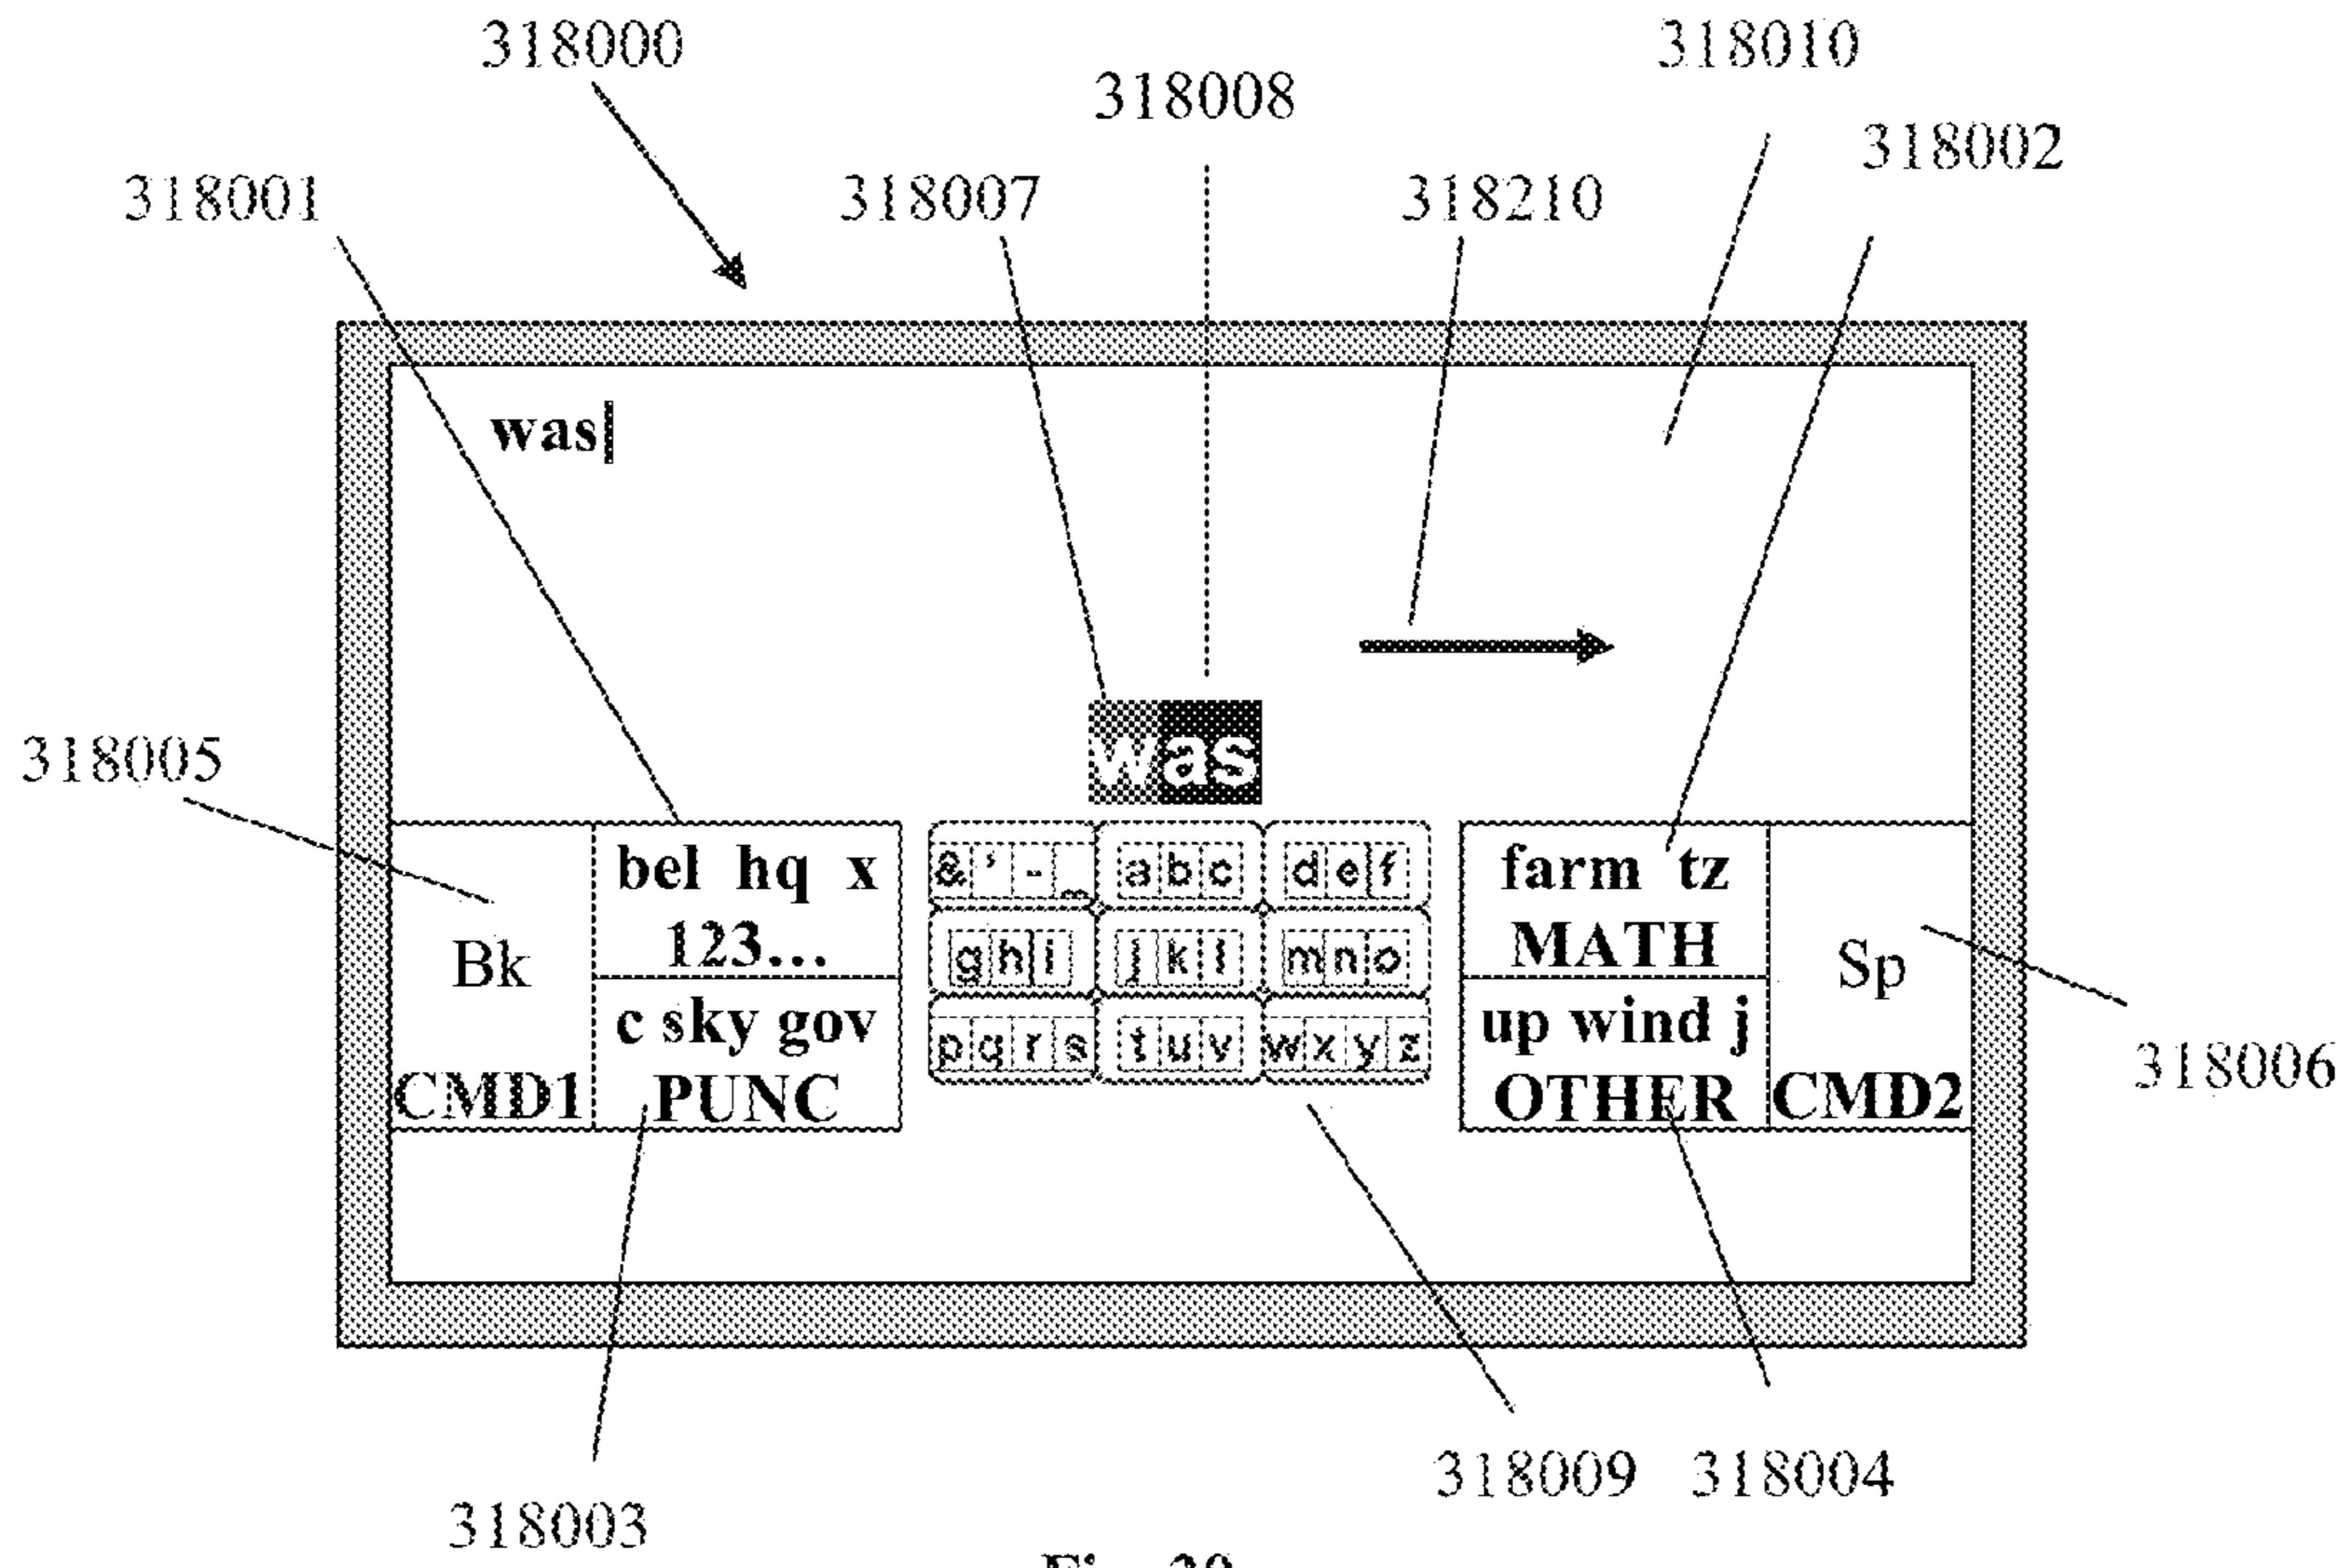 318000
318010
318008
318002
318001
318007
318210
was
was
318005
bel hq x
123...
Bk
c sky gov
CMD1
PUNC
& ' - _
a b c
d e f
g h i
j k l
m n o
p q r s
t u v
w x y z
farm tz
MATH
Sp
up wind j
OTHER
CMD2
318006
318009
318004
318003